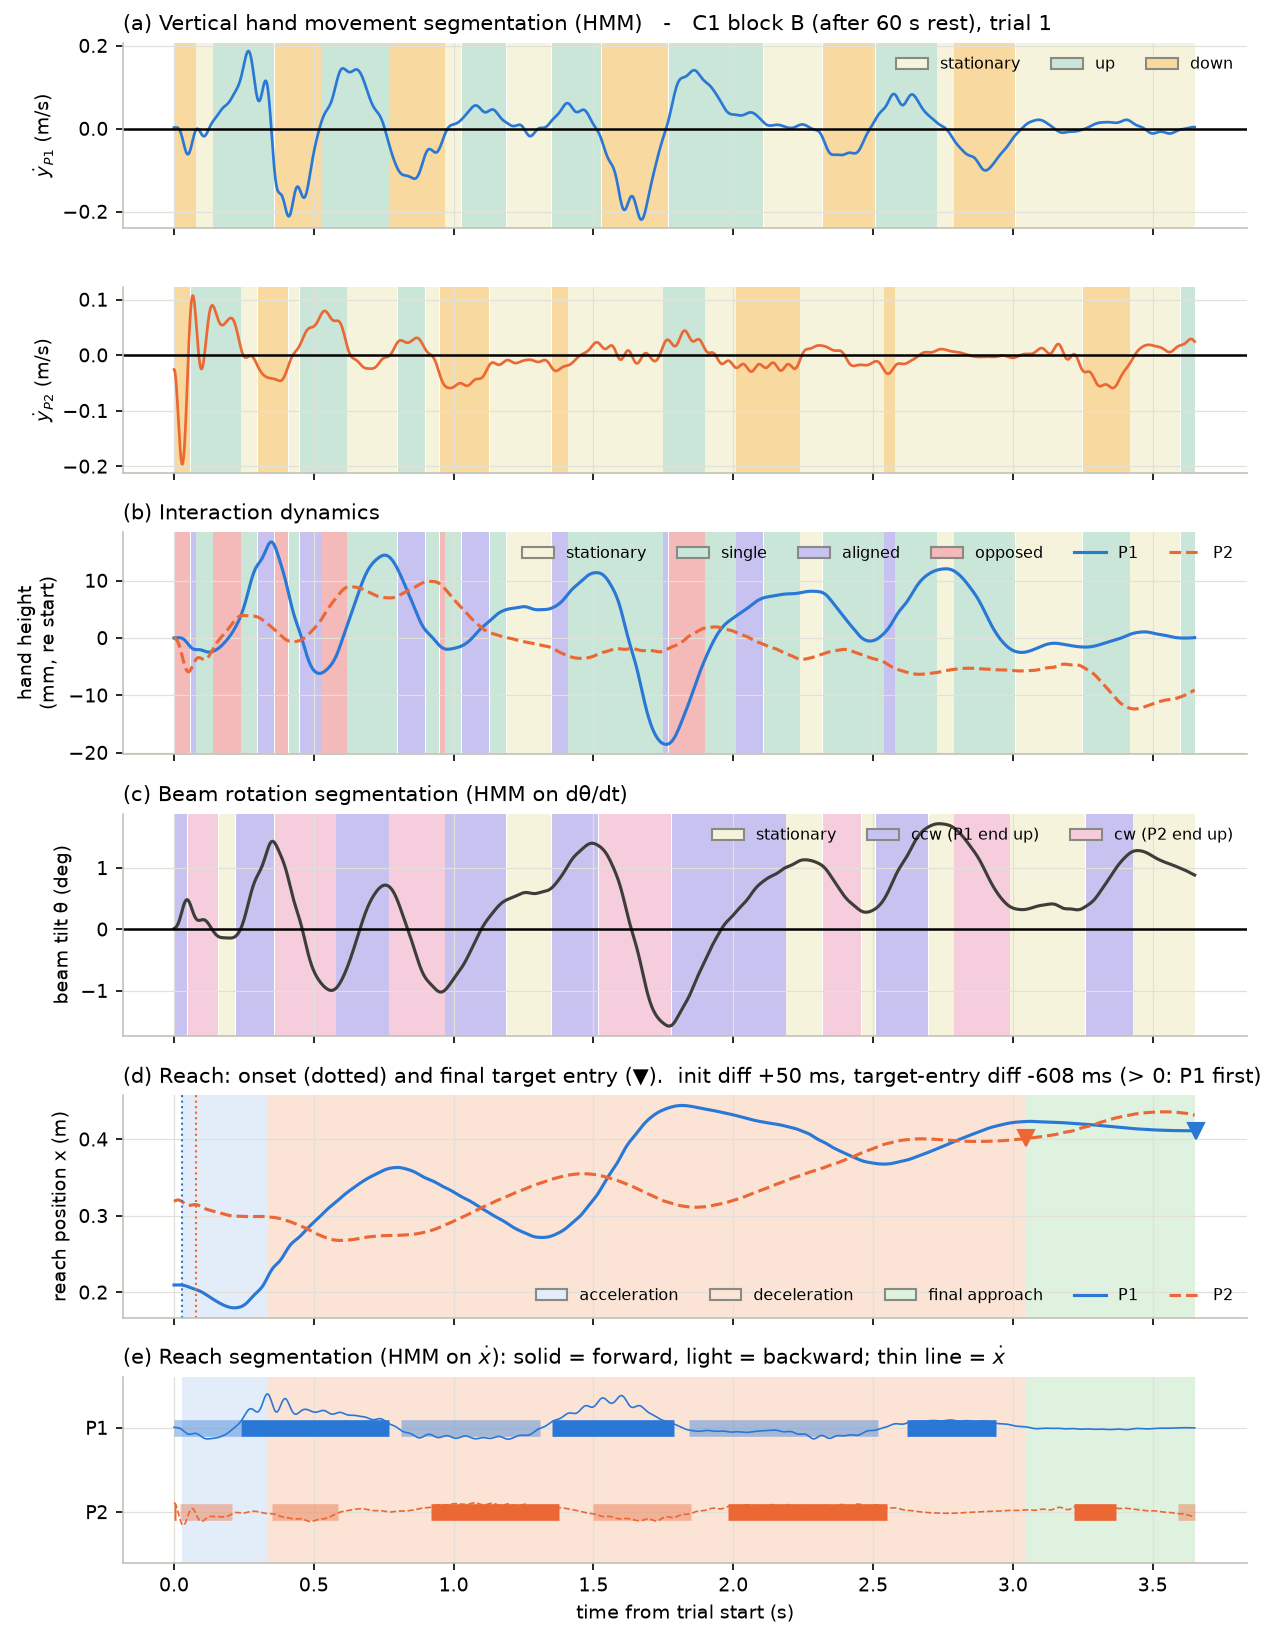 (a) Vertical hand movement segmentation (HMM)   -   C1 block B (after 60 s rest), trial 1
stationary up down
0.2
0.0
−0.2
ẏP1 (m/s)
0.1
0.0
−0.1
−0.2
ẏP2 (m/s)
(b) Interaction dynamics
stationary single aligned opposed P1 P2
10
0
−10
−20
hand height
(mm, re start)
(c) Beam rotation segmentation (HMM on dθ/dt)
stationary ccw (P1 end up) cw (P2 end up)
1
0
−1
beam tilt θ (deg)
(d) Reach: onset (dotted) and final target entry (▼).  init diff +50 ms, target-entry diff -608 ms (> 0: P1 first)
0.4
0.3
0.2
reach position x (m)
acceleration deceleration final approach P1 P2
(e) Reach segmentation (HMM on ẋ): solid = forward, light = backward; thin line = ẋ
P1
P2
0.0 0.5 1.0 1.5 2.0 2.5 3.0 3.5
time from trial start (s)